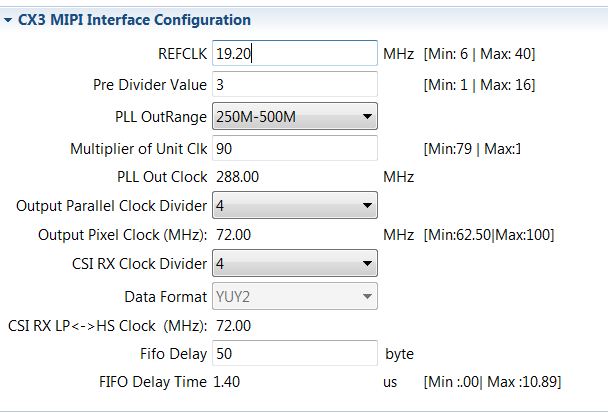 CX3 MIPI Interface Configuration
REFCLK 19.20 MHz [Min: 6 | Max: 40]
Pre Divider Value 3 [Min: 1 | Max: 16]
PLL OutRange 250M-500M
Multiplier of Unit Clk 90 [Min:79 | Max:1
PLL Out Clock 288.00 MHz
Output Parallel Clock Divider 4
Output Pixel Clock (MHz): 72.00 MHz [Min:62.50|Max:100]
CSI RX Clock Divider 4
Data Format YUY2
CSI RX LP<->HS Clock (MHz): 72.00
Fifo Delay 50 byte
FIFO Delay Time 1.40 us [Min :.00| Max :10.89]